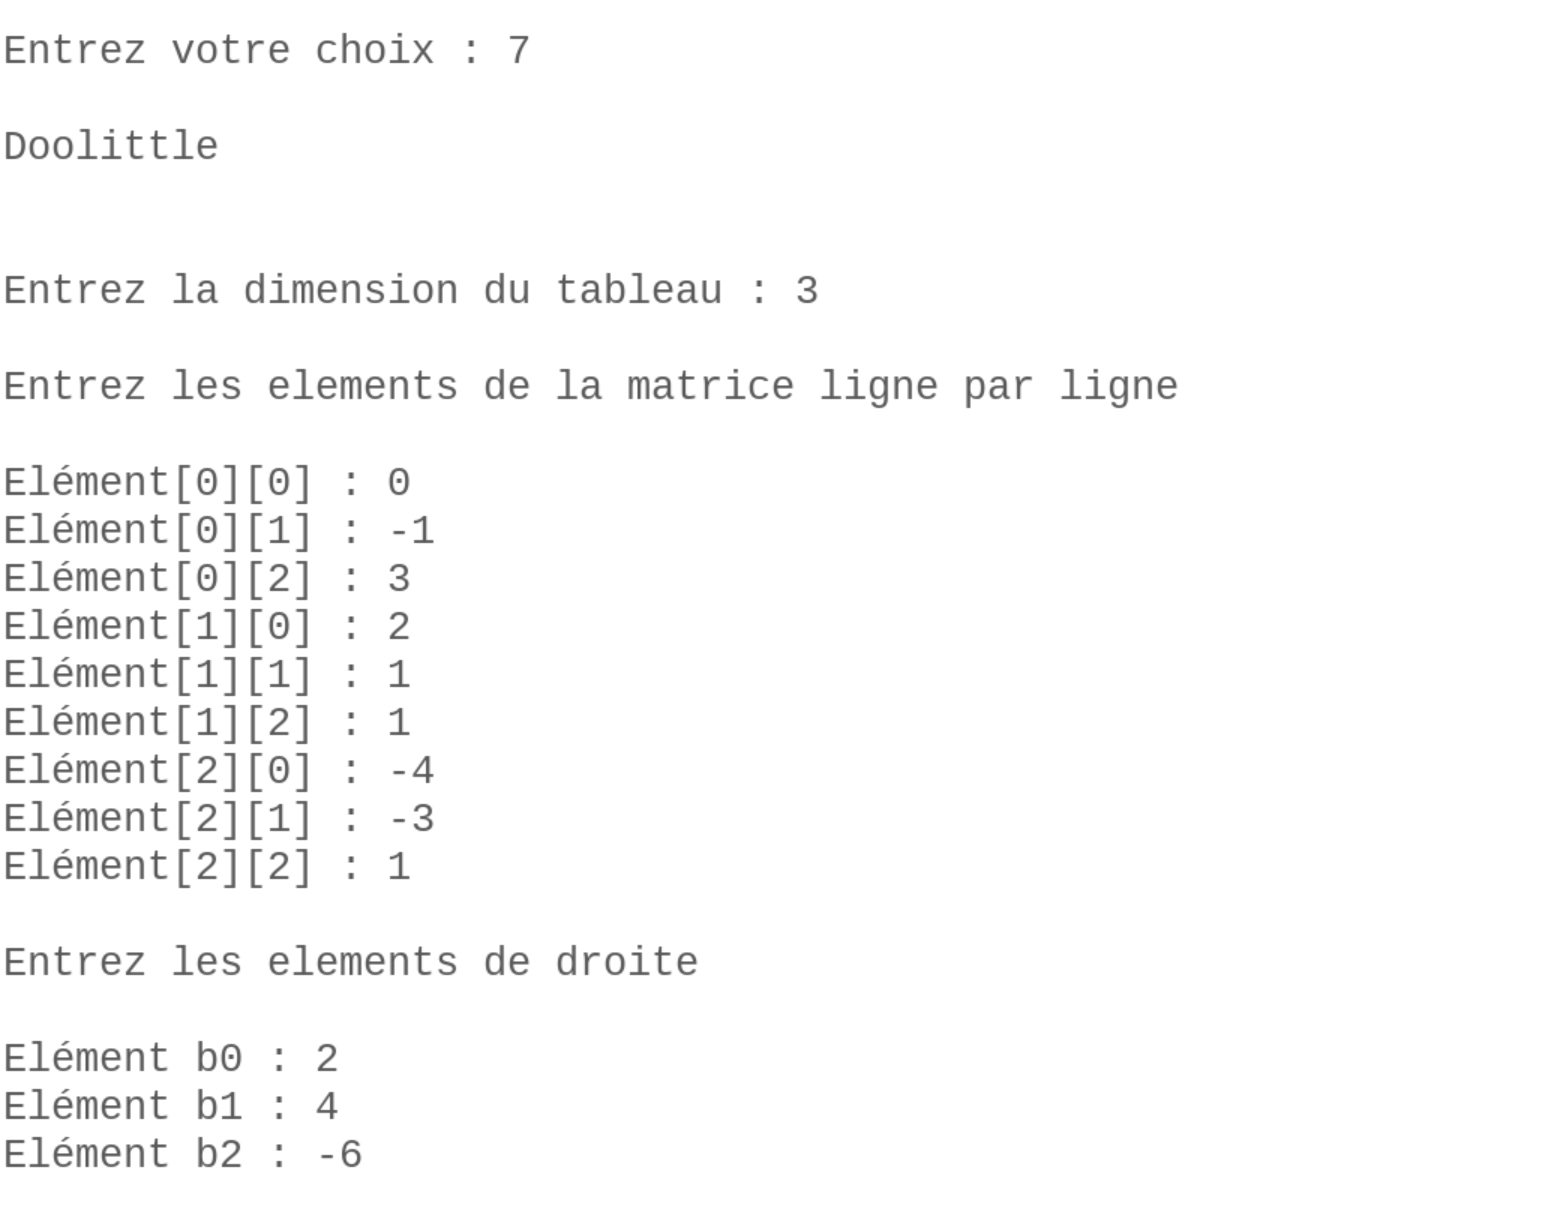 Entrez votre choix : 7
Doolittle
Entrez la dimension du tableau : 3
Entrez les elements de la matrice ligne par ligne
Elément[0][0] : 0
Elément[0][1] : -1
Elément[0][2] : 3
Elément[1][0] : 2
Elément[1][1] : 1
Elément[1][2] : 1
Elément[2][0] : -4
Elément[2][1] : -3
Elément[2][2] : 1
Entrez les elements de droite
Elément b0 : 2
Elément b1 : 4
Elément b2 : -6